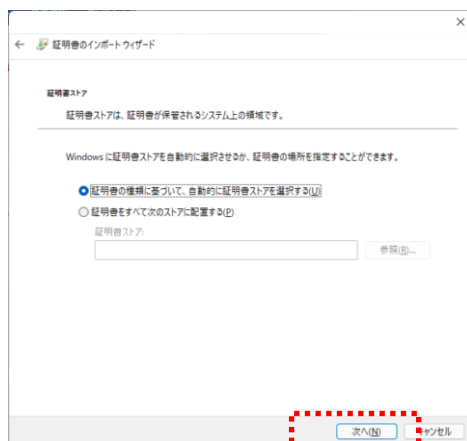 証明書のインポート ウィザード
証明書ストア
証明書ストアは、証明書が保管されるシステム上の領域です。
Windows に証明書ストアを自動的に選択させるか、証明書の場所を指定することができます。
証明書の種類に基づいて、自動的に証明書ストアを選択する(U)
証明書をすべて次のストアに配置する(P)
証明書ストア:
参照(R)...
次へ(N)
キャンセル